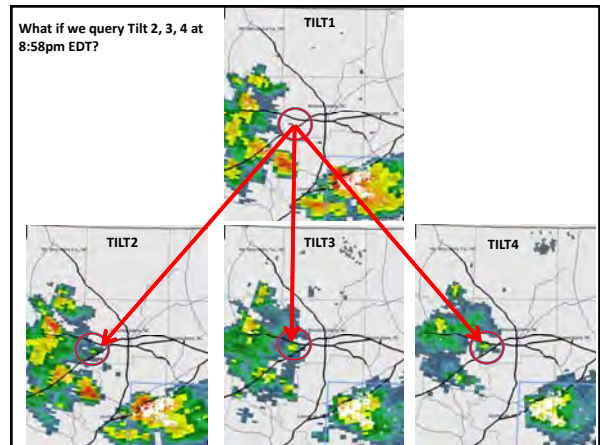 What if we query Tilt 2, 3, 4 at
8:58pm EDT?
TILT1
TILT2
TILT3
TILT4